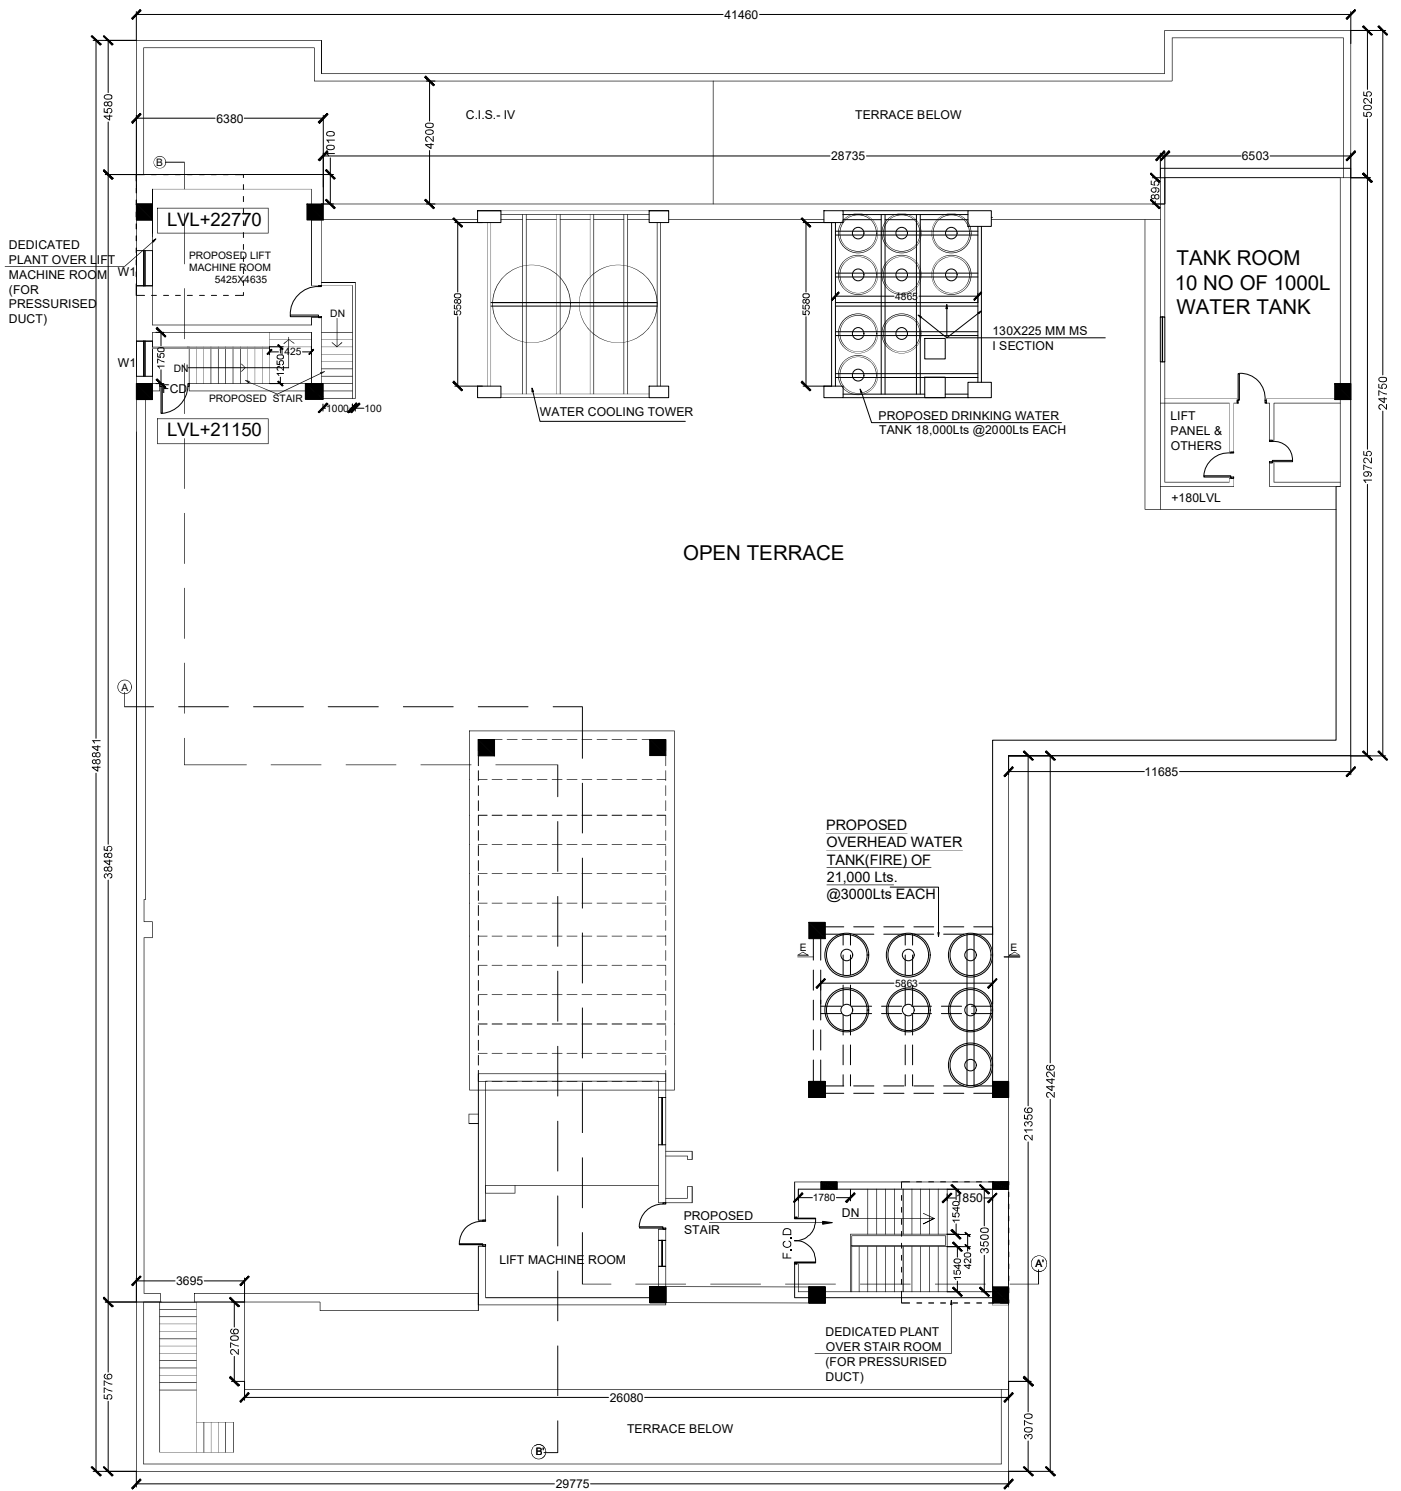 41460
4580
6380
1010
4200
C.I.S.- IV
TERRACE BELOW
28735
6503
5025
895
B
LVL+22770
DEDICATED
PLANT OVER LIFT
MACHINE ROOM
(FOR
PRESSURISED
DUCT)
W1
PROPOSED LIFT
MACHINE ROOM
5425X4635
DN
5580
5580
4865
130X225 MM MS
I SECTION
TANK ROOM
10 NO OF 1000L
WATER TANK
W1
1750
DN
1425
1250
FCD
PROPOSED STAIR
1000
100
LVL+21150
WATER COOLING TOWER
PROPOSED DRINKING WATER
TANK 18,000Lts @2000Lts EACH
LIFT
PANEL &
OTHERS
+180LVL
24750
19725
OPEN TERRACE
A
48841
38485
11685
PROPOSED
OVERHEAD WATER
TANK(FIRE) OF
21,000 Lts.
@3000Lts EACH
E
E
5863
24426
21356
PROPOSED
STAIR
1780
DN
1850
1540
3500
420
1540
F.C.D
LIFT MACHINE ROOM
A'
3695
2706
5776
DEDICATED PLANT
OVER STAIR ROOM
(FOR PRESSURISED
DUCT)
26080
3070
TERRACE BELOW
B'
29775